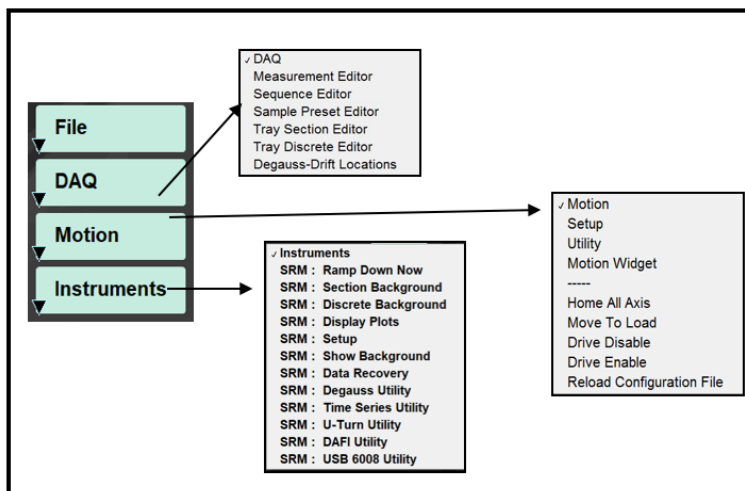 File
DAQ
Motion
Instruments
✓ DAQ
Measurement Editor
Sequence Editor
Sample Preset Editor
Tray Section Editor
Tray Discrete Editor
Degauss-Drift Locations
✓ Motion
Setup
Utility
Motion Widget
-----
Home All Axis
Move To Load
Drive Disable
Drive Enable
Reload Configuration File
✓ Instruments
SRM : Ramp Down Now
SRM : Section Background
SRM : Discrete Background
SRM : Display Plots
SRM : Setup
SRM : Show Background
SRM : Data Recovery
SRM : Degauss Utility
SRM : Time Series Utility
SRM : U-Turn Utility
SRM : DAFI Utility
SRM : USB 6008 Utility